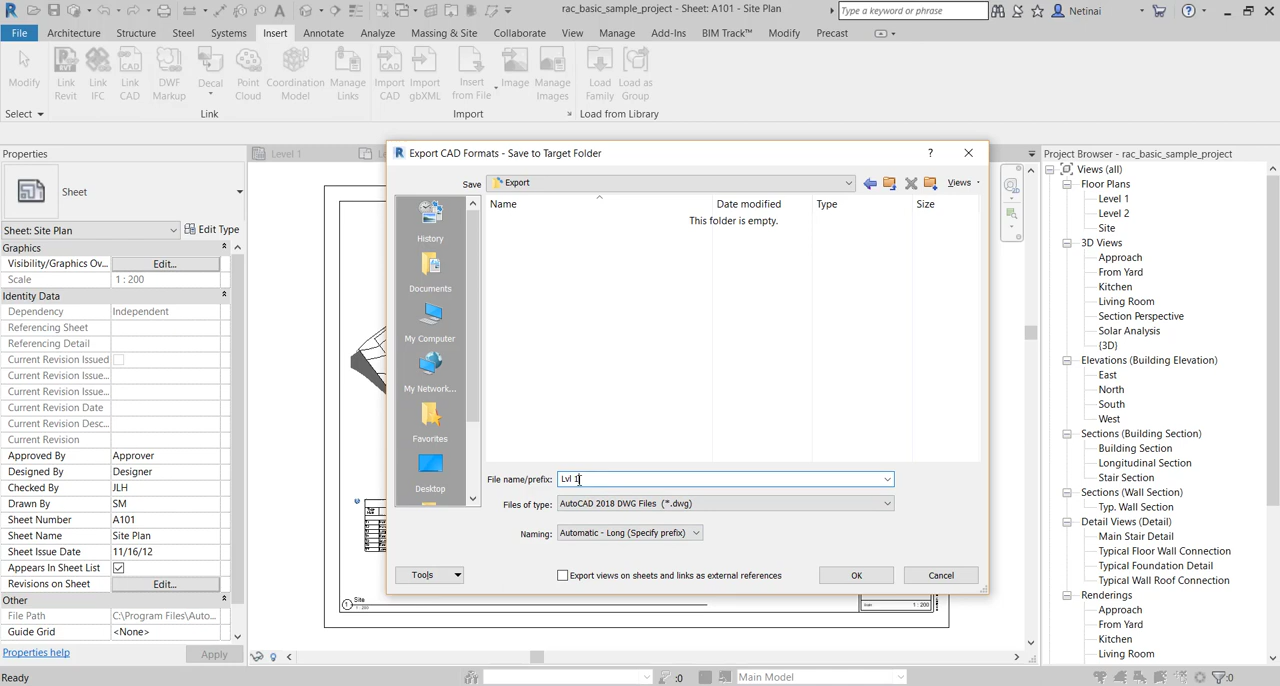 rac_basic_sample_project - Sheet: A101 - Site Plan
Type a keyword or phrase
Netinai
File Architecture Structure Steel Systems Insert Annotate Analyze Massing & Site Collaborate View Manage Add-Ins BIM Track™ Modify Precast
Modify Link Revit Link IFC Link CAD DWF Markup Decal Point Cloud Coordination Model Manage Links Import CAD Import gbXML Insert from File Image Manage Images Load Family Load as Group
Select Link Import Load from Library
Properties
Sheet
Sheet: Site Plan Edit Type
Graphics
Visibility/Graphics Ov... Edit...
Scale 1 : 200
Identity Data
Dependency Independent
Referencing Sheet
Referencing Detail
Current Revision Issued
Current Revision Issue...
Current Revision Issue...
Current Revision Date
Current Revision Desc...
Current Revision
Approved By Approver
Designed By Designer
Checked By JLH
Drawn By SM
Sheet Number A101
Sheet Name Site Plan
Sheet Issue Date 11/16/12
Appears In Sheet List
Revisions on Sheet Edit...
Other
File Path C:\Program Files\Auto...
Guide Grid <None>
Properties help Apply
Ready
Level 1
Export CAD Formats - Save to Target Folder
Save Export Views
Name Date modified Type Size
This folder is empty.
History
Documents
My Computer
My Network...
Favorites
Desktop
File name/prefix: Lvl 1
Files of type: AutoCAD 2018 DWG Files (*.dwg)
Naming: Automatic - Long (Specify prefix)
Tools Export views on sheets and links as external references OK Cancel
1 Site
1 : 200
1 : 200
:0 Main Model :0
Project Browser - rac_basic_sample_project
Views (all)
Floor Plans
Level 1
Level 2
Site
3D Views
Approach
From Yard
Kitchen
Living Room
Section Perspective
Solar Analysis
{3D}
Elevations (Building Elevation)
East
North
South
West
Sections (Building Section)
Building Section
Longitudinal Section
Stair Section
Sections (Wall Section)
Typ. Wall Section
Detail Views (Detail)
Main Stair Detail
Typical Floor Wall Connection
Typical Foundation Detail
Typical Wall Roof Connection
Renderings
Approach
From Yard
Kitchen
Living Room